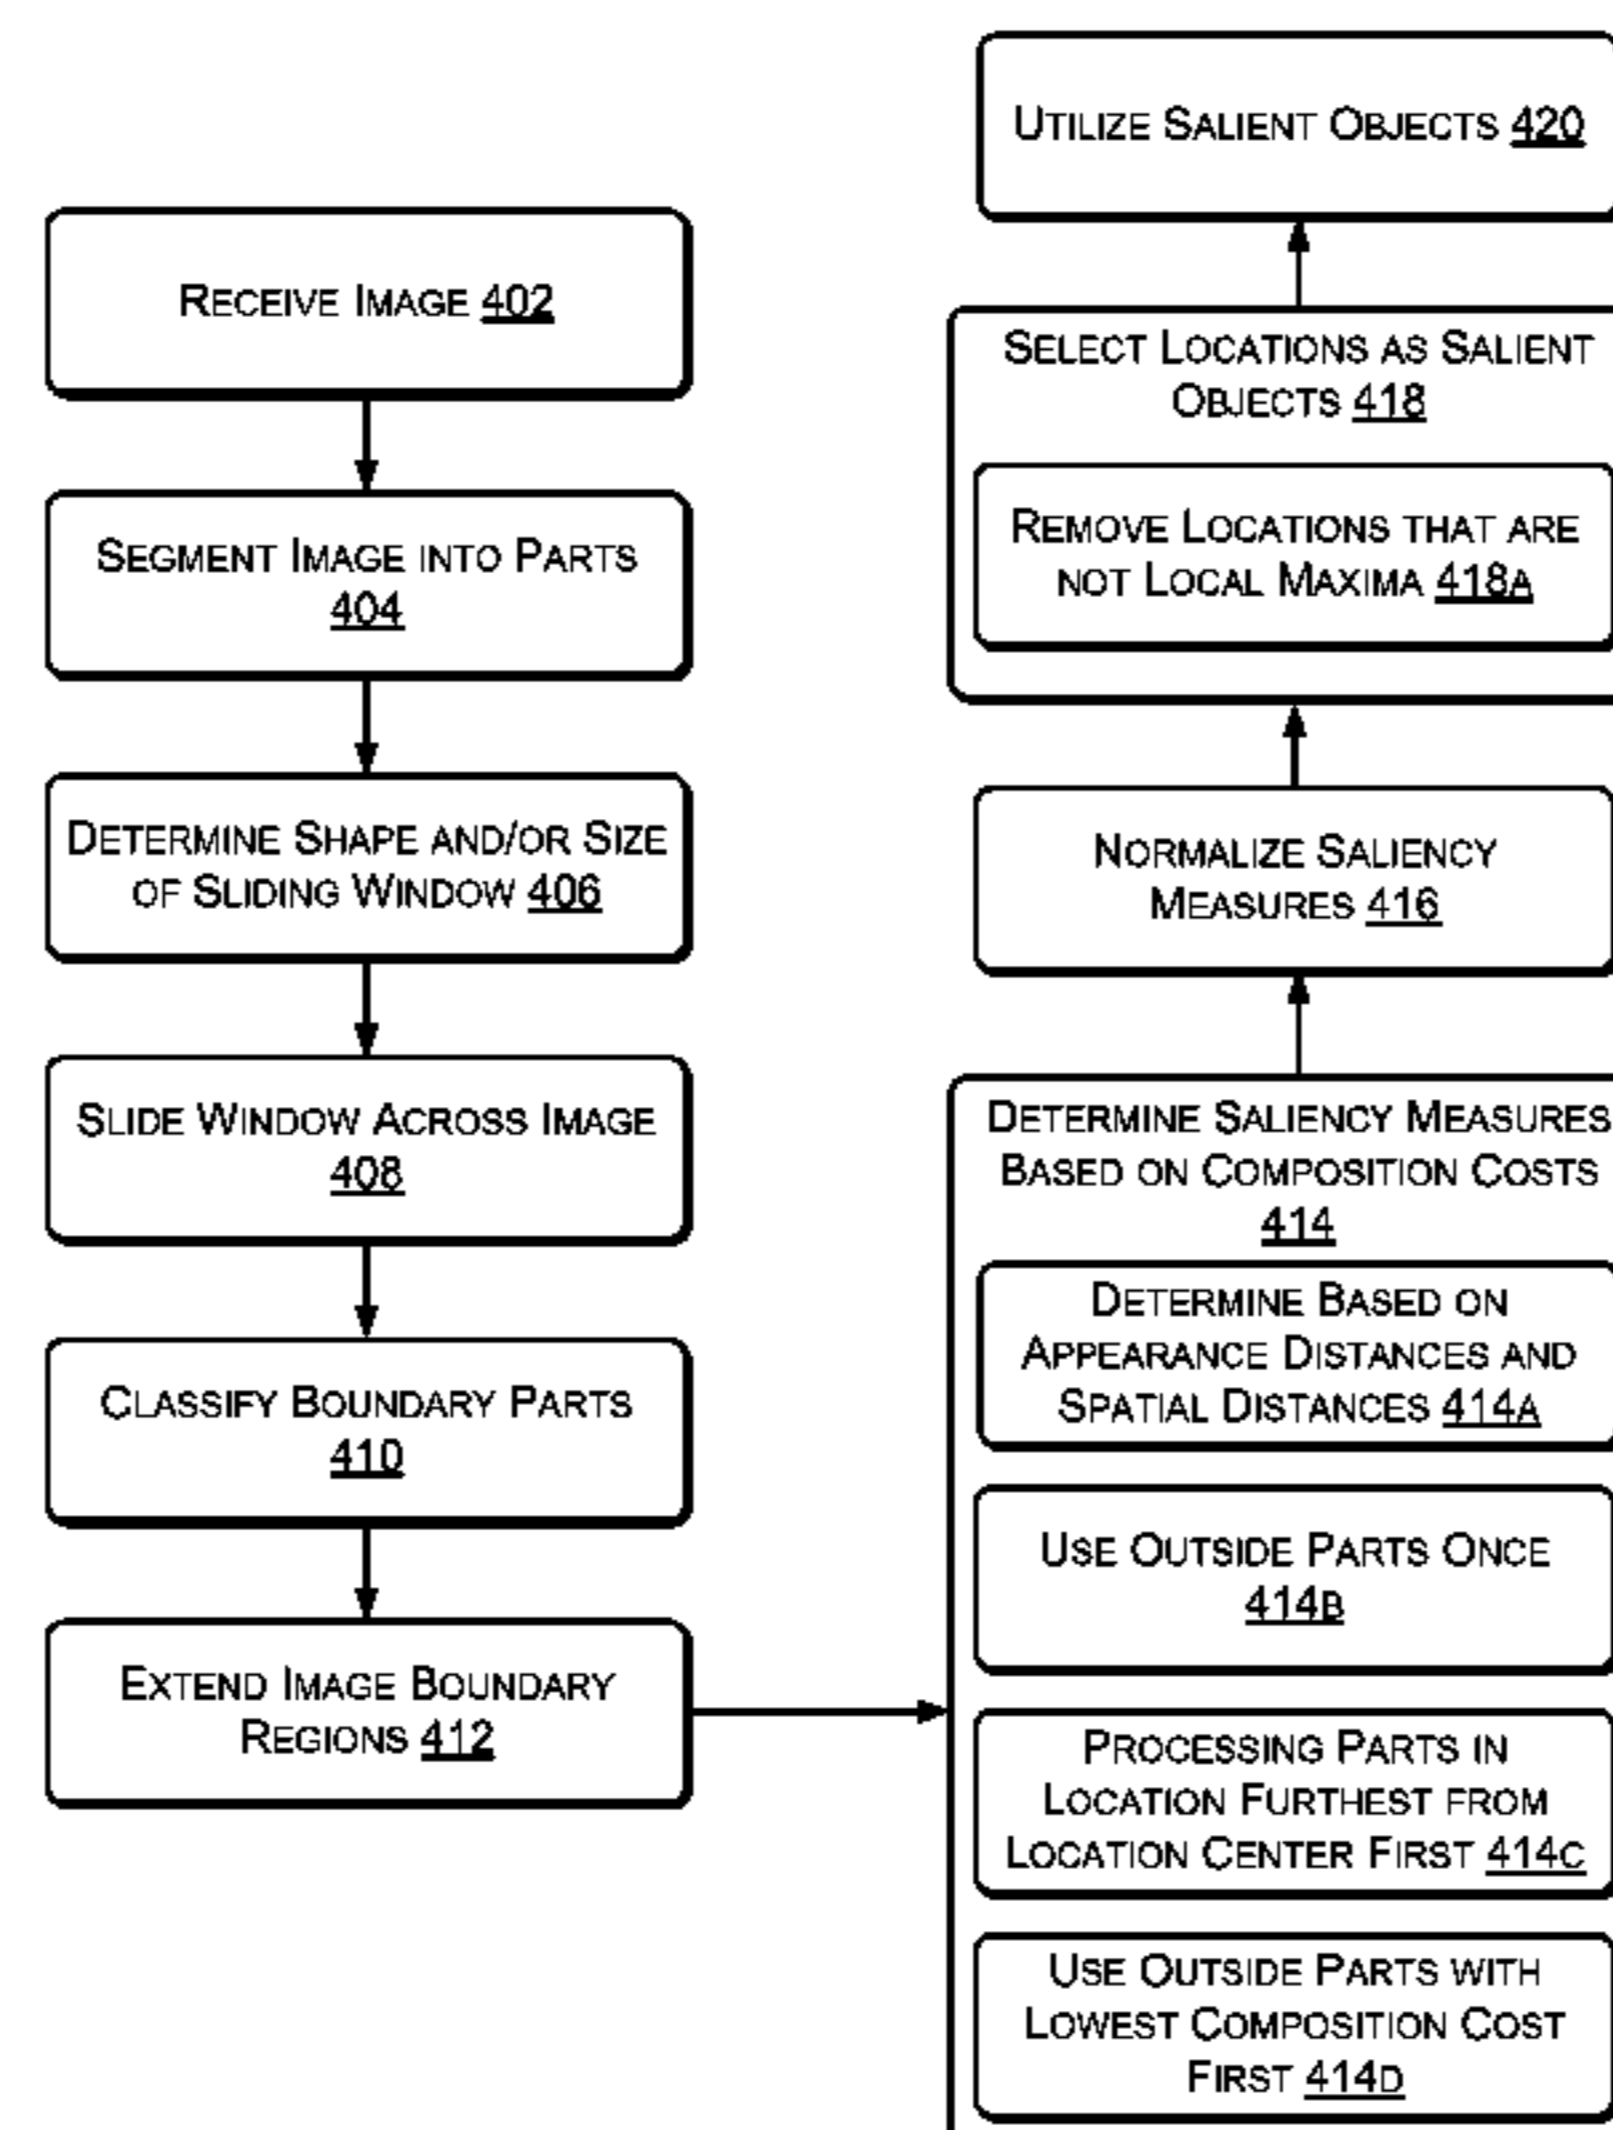 RECEIVE IMAGE 402
SEGMENT IMAGE INTO PARTS
404
DETERMINE SHAPE AND/OR SIZE
OF SLIDING WINDOW 406
SLIDE WINDOW ACROSS IMAGE
408
CLASSIFY BOUNDARY PARTS
410
EXTEND IMAGE BOUNDARY
REGIONS 412
DETERMINE SALIENCY MEASURES
BASED ON COMPOSITION COSTS
414
DETERMINE BASED ON
APPEARANCE DISTANCES AND
SPATIAL DISTANCES 414A
USE OUTSIDE PARTS ONCE
414B
PROCESSING PARTS IN
LOCATION FURTHEST FROM
LOCATION CENTER FIRST 414C
USE OUTSIDE PARTS WITH
LOWEST COMPOSITION COST
FIRST 414D
NORMALIZE SALIENCY
MEASURES 416
SELECT LOCATIONS AS SALIENT
OBJECTS 418
REMOVE LOCATIONS THAT ARE
NOT LOCAL MAXIMA 418A
UTILIZE SALIENT OBJECTS 420